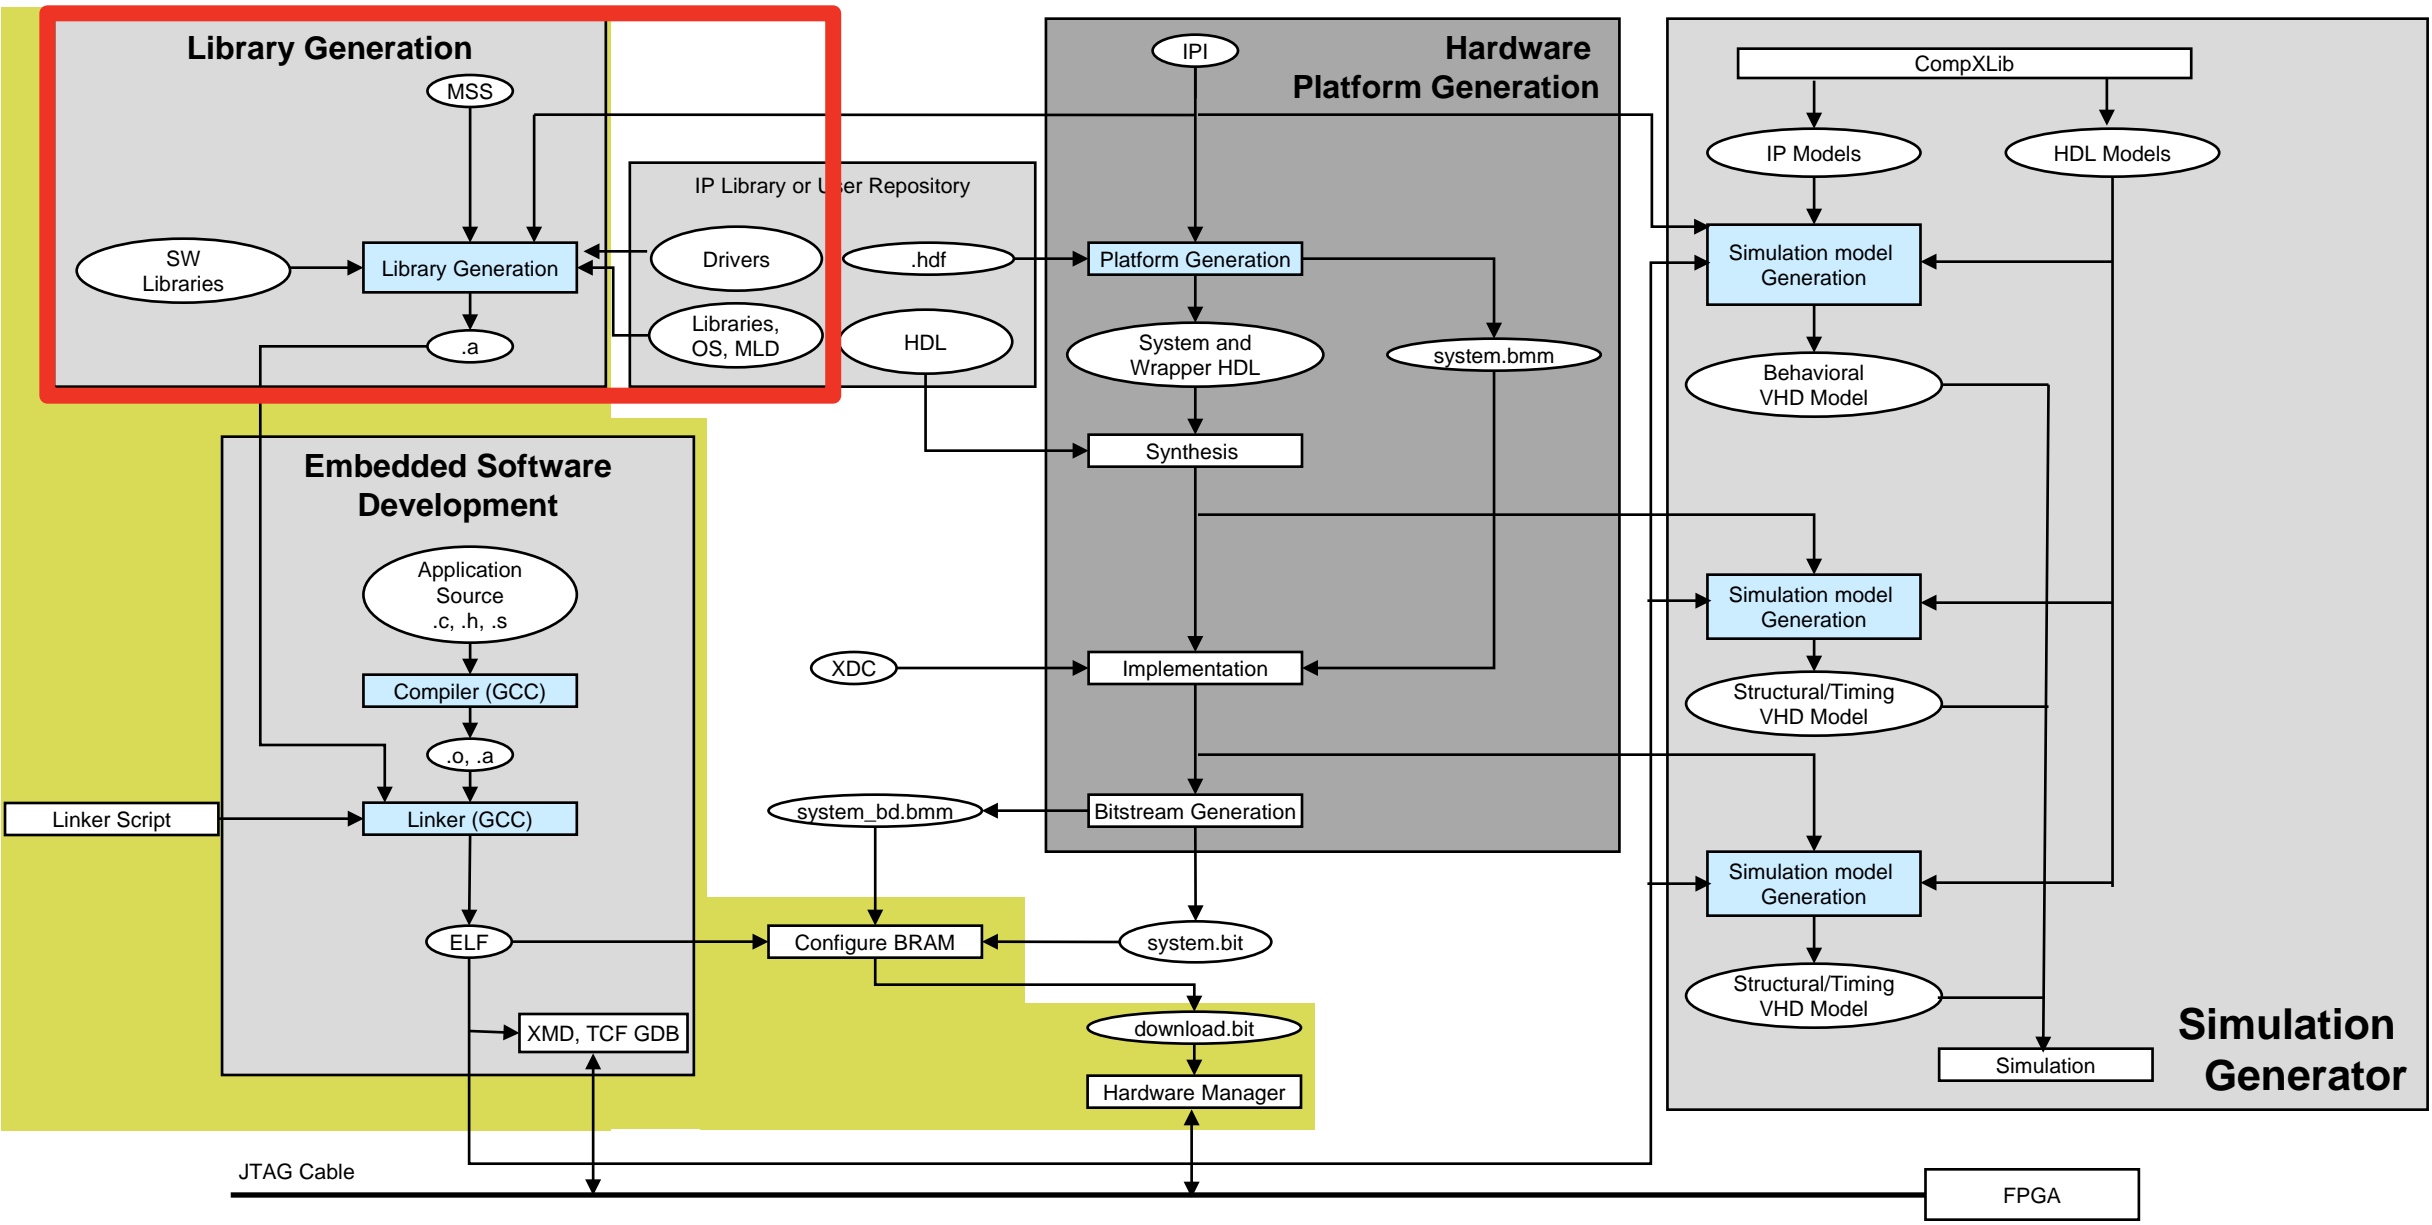 Library Generation
MSS
SW
Libraries
Library Generation
.a
IP Library or User Repository
Drivers
.hdf
Libraries,
OS, MLD
HDL
Hardware
Platform Generation
IPI
Platform Generation
System and
Wrapper HDL
system.bmm
Synthesis
XDC
Implementation
system_bd.bmm
Bitstream Generation
Embedded Software
Development
Application
Source
.c, .h, .s
Compiler (GCC)
.o, .a
Linker Script
Linker (GCC)
ELF
Configure BRAM
system.bit
XMD, TCF GDB
download.bit
Hardware Manager
CompXLib
IP Models
HDL Models
Simulation model
Generation
Behavioral
VHD Model
Simulation model
Generation
Structural/Timing
VHD Model
Simulation model
Generation
Structural/Timing
VHD Model
Simulation
Simulation
Generator
JTAG Cable
FPGA